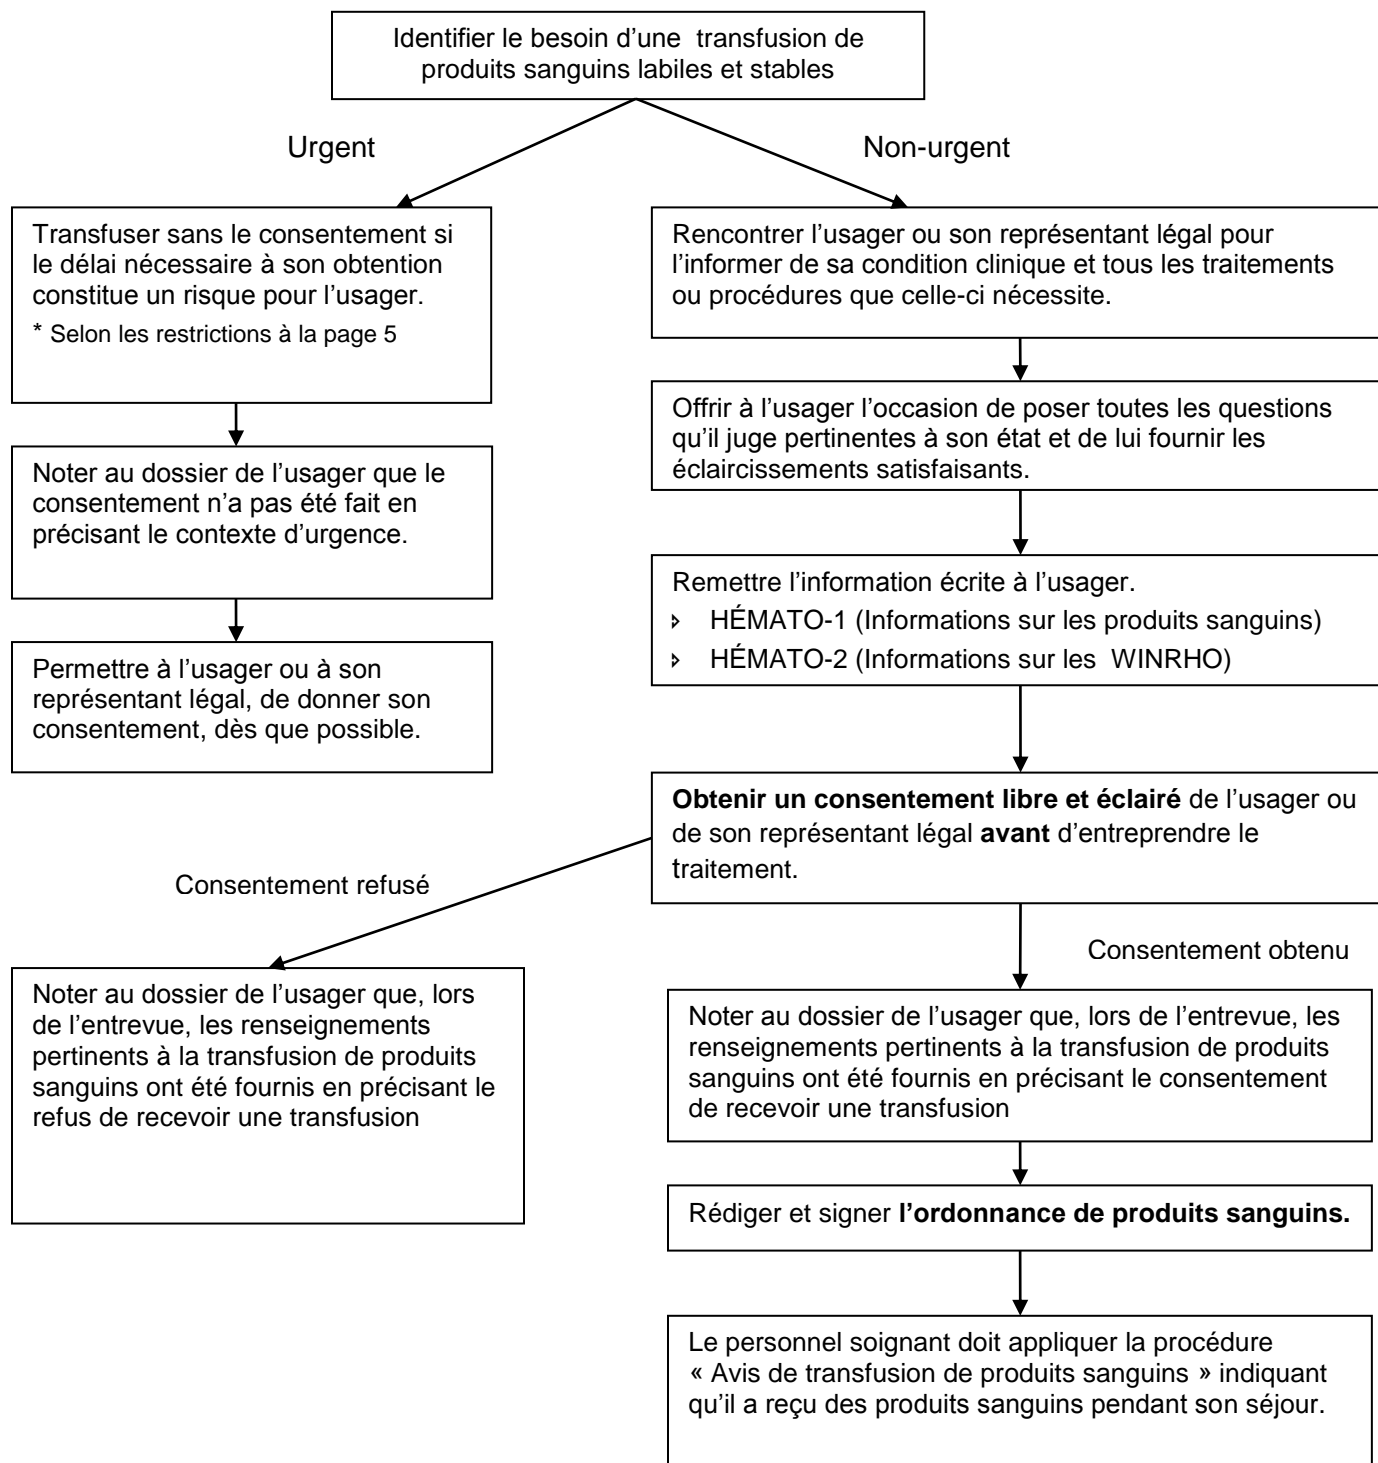 Identifier le besoin d’une transfusion de
produits sanguins labiles et stables
Urgent
Non-urgent
Transfuser sans le consentement si
le délai nécessaire à son obtention
constitue un risque pour l’usager.
* Selon les restrictions à la page 5
Noter au dossier de l’usager que le
consentement n’a pas été fait en
précisant le contexte d’urgence.
Permettre à l’usager ou à son
représentant légal, de donner son
consentement, dès que possible.
Rencontrer l’usager ou son représentant légal pour
l’informer de sa condition clinique et tous les traitements
ou procédures que celle-ci nécessite.
Offrir à l’usager l’occasion de poser toutes les questions
qu’il juge pertinentes à son état et de lui fournir les
éclaircissements satisfaisants.
Remettre l’information écrite à l’usager.
HÉMATO-1 (Informations sur les produits sanguins)
HÉMATO-2 (Informations sur les WINRHO)
Obtenir un consentement libre et éclairé de l’usager ou
de son représentant légal avant d’entreprendre le
traitement.
Consentement refusé
Noter au dossier de l’usager que, lors
de l’entrevue, les renseignements
pertinents à la transfusion de produits
sanguins ont été fournis en précisant le
refus de recevoir une transfusion
Consentement obtenu
Noter au dossier de l’usager que, lors de l’entrevue, les
renseignements pertinents à la transfusion de produits
sanguins ont été fournis en précisant le consentement
de recevoir une transfusion
Rédiger et signer l’ordonnance de produits sanguins.
Le personnel soignant doit appliquer la procédure
« Avis de transfusion de produits sanguins » indiquant
qu’il a reçu des produits sanguins pendant son séjour.